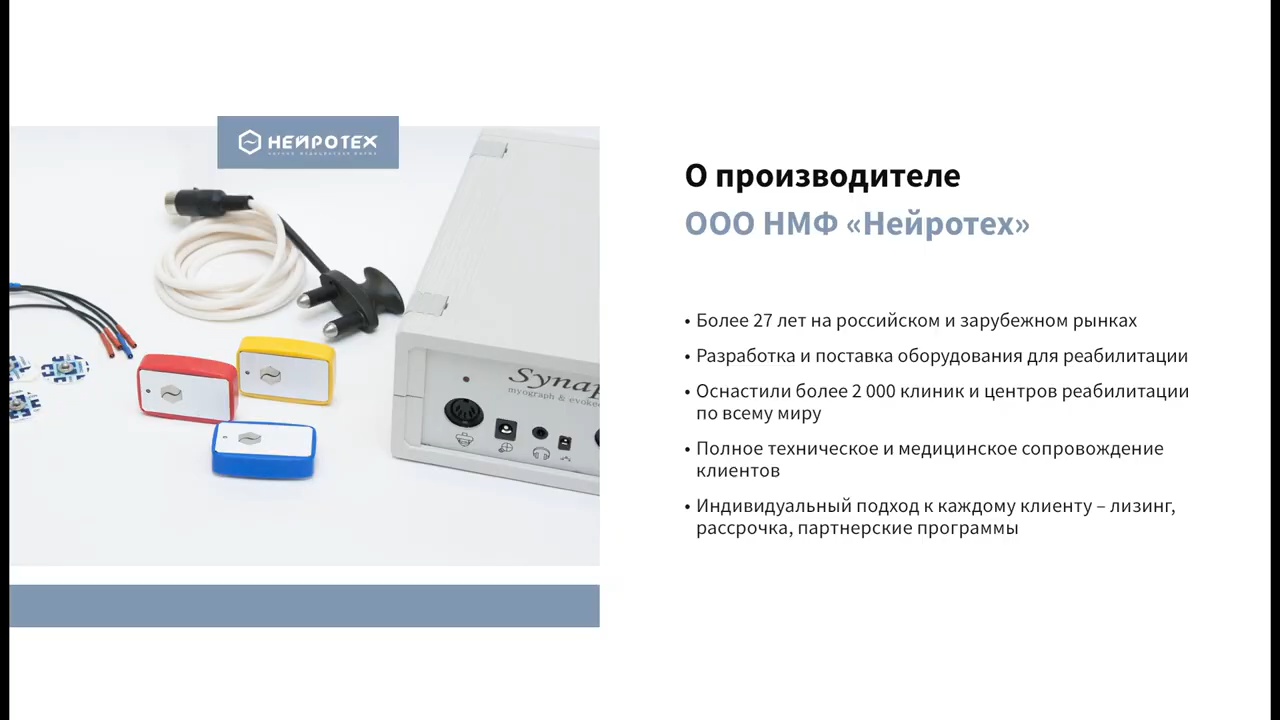 НЕЙРОТЕХ
О производителе
ООО НМФ «Нейротех»
• Более 27 лет на российском и зарубежном рынках
• Разработка и поставка оборудования для реабилитации
• Оснастили более 2 000 клиник и центров реабилитации
по всему миру
• Полное техническое и медицинское сопровождение
клиентов
• Индивидуальный подход к каждому клиенту – лизинг,
рассрочка, партнерские программы
Synap
myograph & evoke